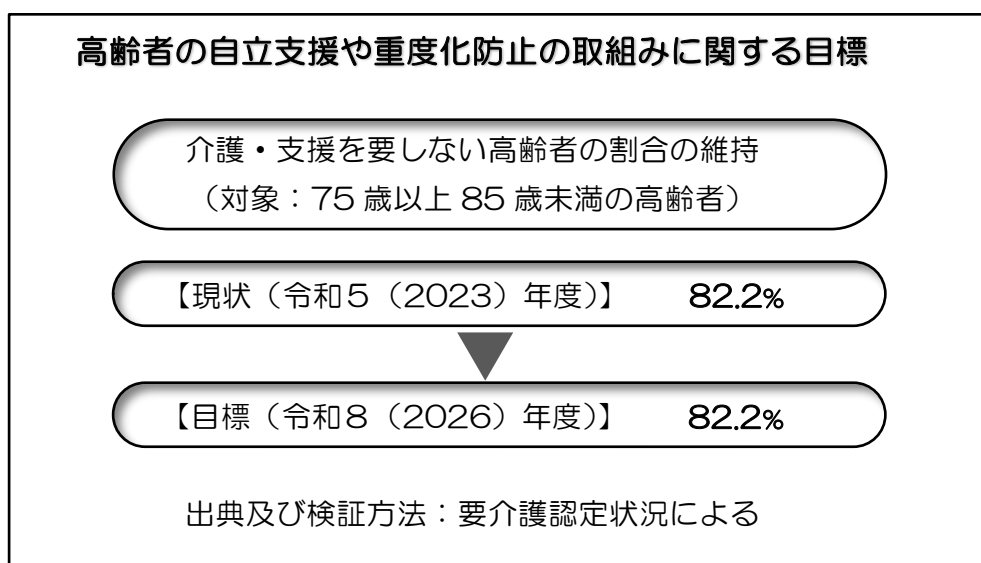 高齢者の自立支援や重度化防止の取組みに関する目標
介護・支援を要しない高齢者の割合の維持
（対象：75 歳以上 85 歳未満の高齢者）
【現状（令和５（2023）年度）】 82.2%
【目標（令和８（2026）年度）】 82.2%
出典及び検証方法：要介護認定状況による